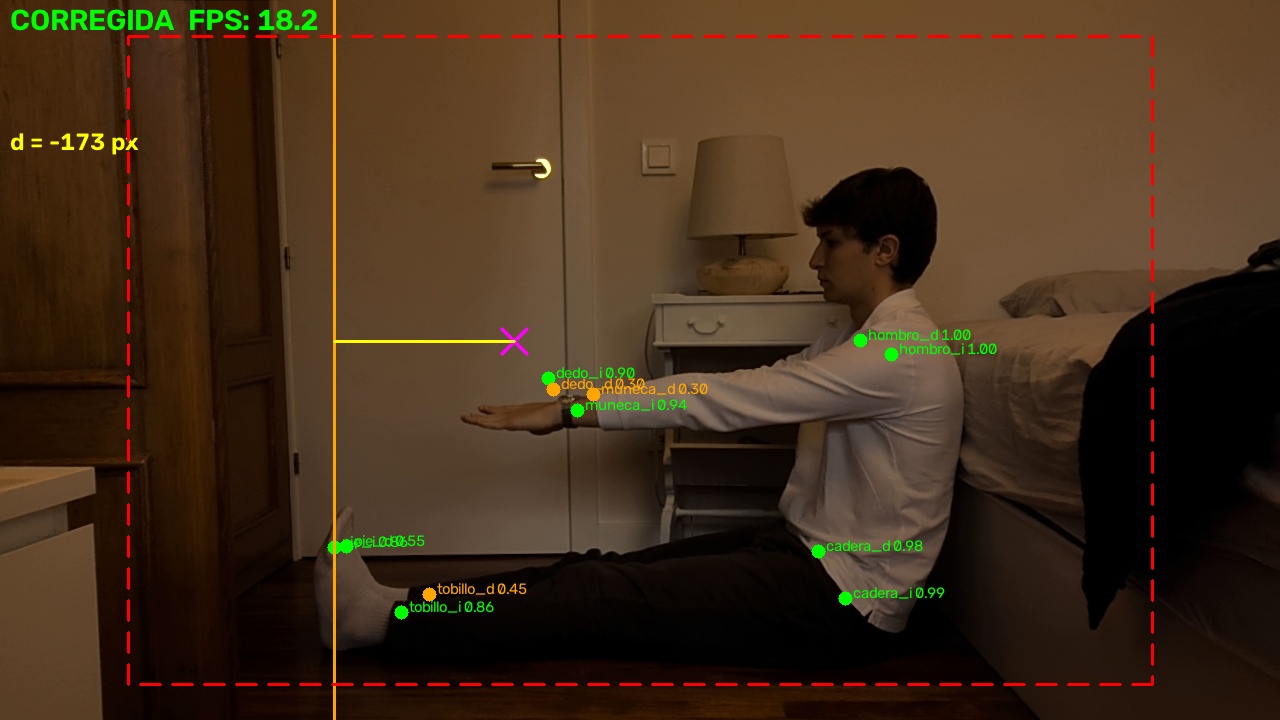 CORREGIDA FPS: 18.2
d = -173 px
hombro_d 1.00
hombro_i 1.00
dedo_i 0.90
dedo_d 0.30
muneca_d 0.30
muneca_i 0.94
cadera_d 0.98
tobillo_d 0.45
cadera_i 0.99
tobillo_i 0.86